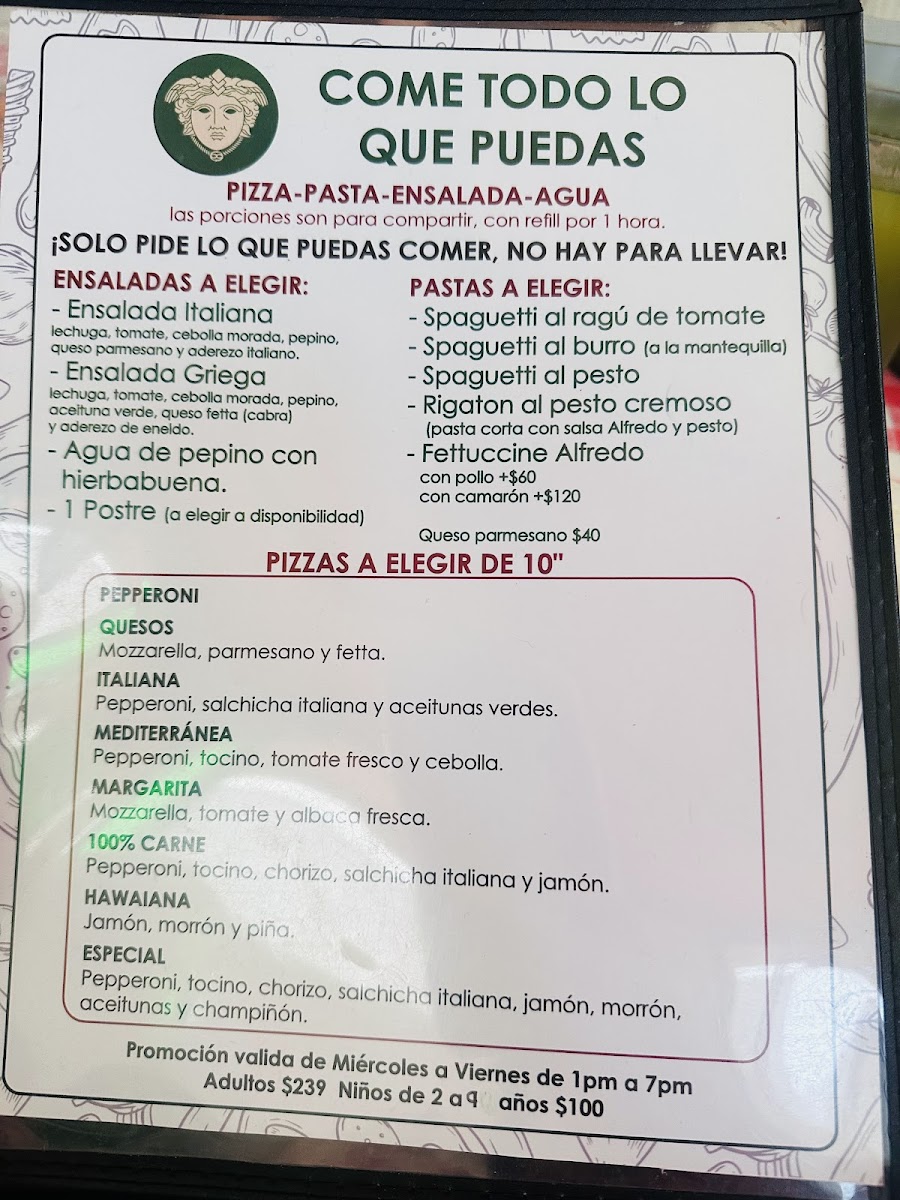 COME TODO LO
QUE PUEDAS
PIZZA-PASTA-ENSALADA-AGUA
las porciones son para compartir, con refill por 1 hora.
¡SOLO PIDE LO QUE PUEDAS COMER, NO HAY PARA LLEVAR!
ENSALADAS A ELEGIR:
- Ensalada Italiana
lechuga, tomate, cebolla morada, pepino,
queso parmesano y aderezo italiano.
- Ensalada Griega
lechuga, tomate, cebolla morada, pepino,
aceituna verde, queso fetta (cabra)
y aderezo de eneldo.
- Agua de pepino con
hierbabuena.
- 1 Postre (a elegir a disponibilidad)
PASTAS A ELEGIR:
- Spaguetti al ragú de tomate
- Spaguetti al burro (a la mantequilla)
- Spaguetti al pesto
- Rigaton al pesto cremoso
(pasta corta con salsa Alfredo y pesto)
- Fettuccine Alfredo
con pollo +$60
con camarón +$120
Queso parmesano $40
PIZZAS A ELEGIR DE 10"
PEPPERONI
QUESOS
Mozzarella, parmesano y fetta.
ITALIANA
Pepperoni, salchicha italiana y aceitunas verdes.
MEDITERRÁNEA
Pepperoni, tocino, tomate fresco y cebolla.
MARGARITA
Mozzarella, tomate y albaca fresca.
100% CARNE
Pepperoni, tocino, chorizo, salchicha italiana y jamón.
HAWAIANA
Jamón, morrón y piña.
ESPECIAL
Pepperoni, tocino, chorizo, salchicha italiana, jamón, morrón,
aceitunas y champiñón.
Promoción valida de Miércoles a Viernes de 1pm a 7pm
Adultos $239 Niños de 2 a 9 años $100